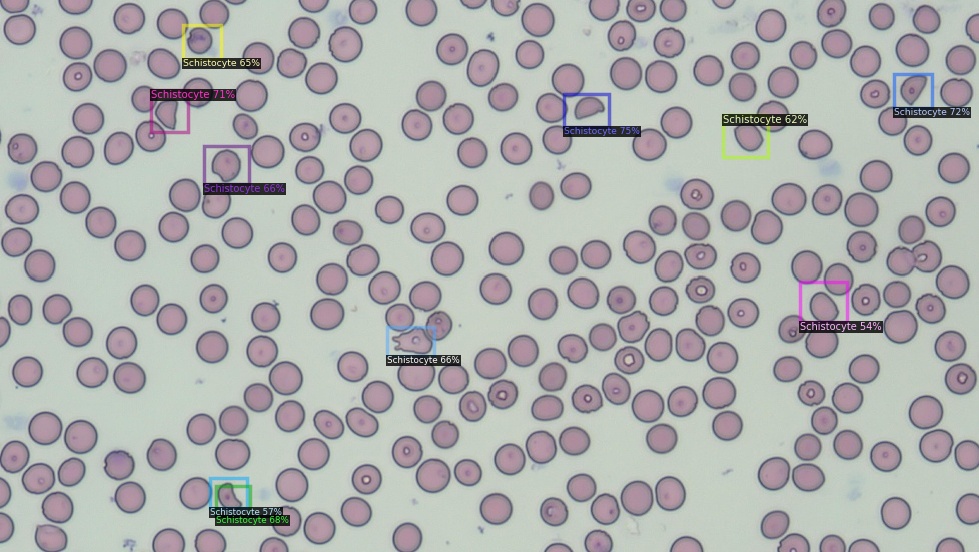 Schistocyte 65%
Schistocyte 71%
Schistocyte 72%
Schistocyte 75%
Schistocyte 62%
Schistocyte 66%
Schistocyte 54%
Schistocyte 66%
Schistocyte 57%
Schistocyte 68%